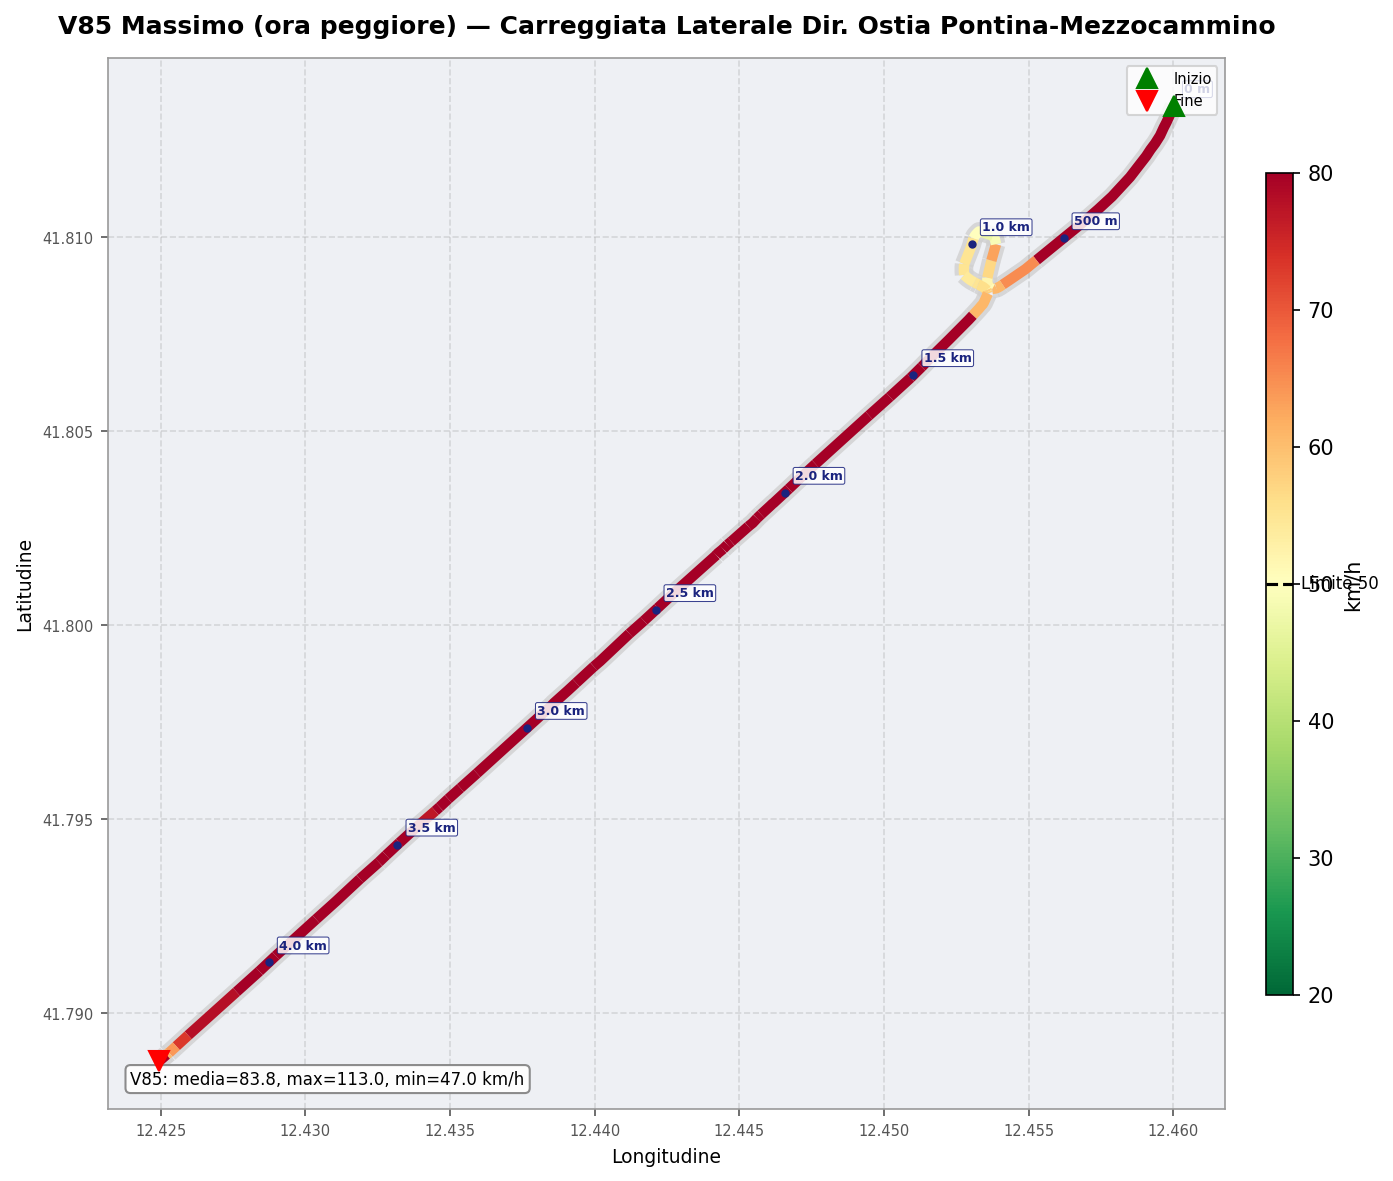 V85 Massimo (ora peggiore) — Carreggiata Laterale Dir. Ostia Pontina-Mezzocammino
Inizio
Fine
0 m
500 m
1.0 km
1.5 km
2.0 km
2.5 km
3.0 km
3.5 km
4.0 km
V85: media=83.8, max=113.0, min=47.0 km/h
41.810
41.805
41.800
41.795
41.790
Latitudine
12.425 12.430 12.435 12.440 12.445 12.450 12.455 12.460
Longitudine
80
70
60
50
Limite 50
40
30
20
km/h